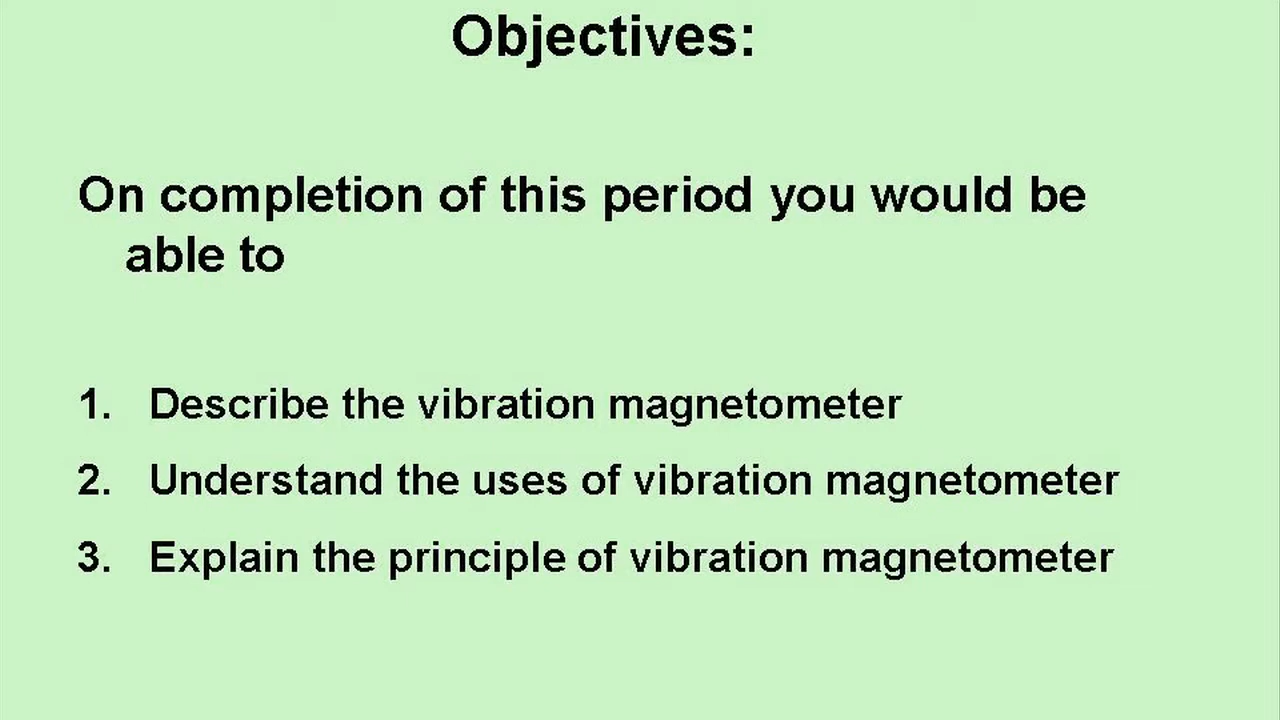 Objectives:
On completion of this period you would be
able to
1. Describe the vibration magnetometer
2. Understand the uses of vibration magnetometer
3. Explain the principle of vibration magnetometer